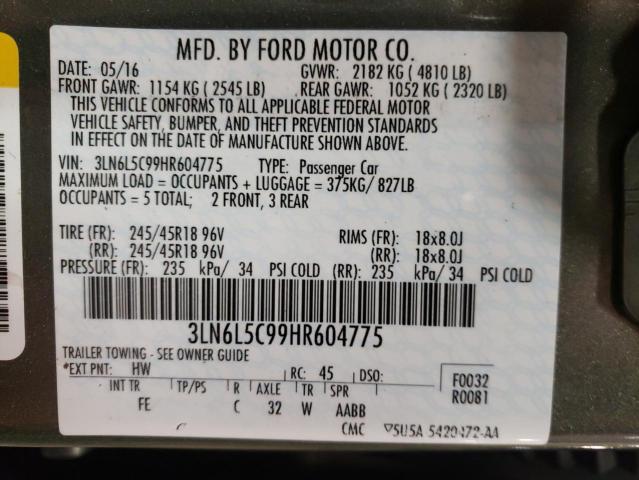 MFD. BY FORD MOTOR CO.
DATE: 05/16 GVWR: 2182 KG ( 4810 LB)
FRONT GAWR: 1154 KG ( 2545 LB) REAR GAWR: 1052 KG ( 2320 LB)
THIS VEHICLE CONFORMS TO ALL APPLICABLE FEDERAL MOTOR
VEHICLE SAFETY, BUMPER, AND THEFT PREVENTION STANDARDS
IN EFFECT ON THE DATE OF MANUFACTURE SHOWN ABOVE.
VIN: 3LN6L5C99HR604775 TYPE: Passenger Car
MAXIMUM LOAD = OCCUPANTS + LUGGAGE = 375KG/ 827LB
OCCUPANTS = 5 TOTAL; 2 FRONT, 3 REAR
TIRE (FR): 245/45R18 96V RIMS (FR): 18x8.0J
(RR): 245/45R18 96V (RR): 18x8.0J
PRESSURE (FR): 235 kPa/ 34 PSI COLD (RR): 235 kPa/ 34 PSI COLD
3LN6L5C99HR604775
TRAILER TOWING - SEE OWNER GUIDE
*EXT PNT: HW RC: 45 DSO: F0032
INT TR TP/PS R AXLE TR SPR R0081
FE C 32 W AABB
CMC ▽5U5A 5420472-AA